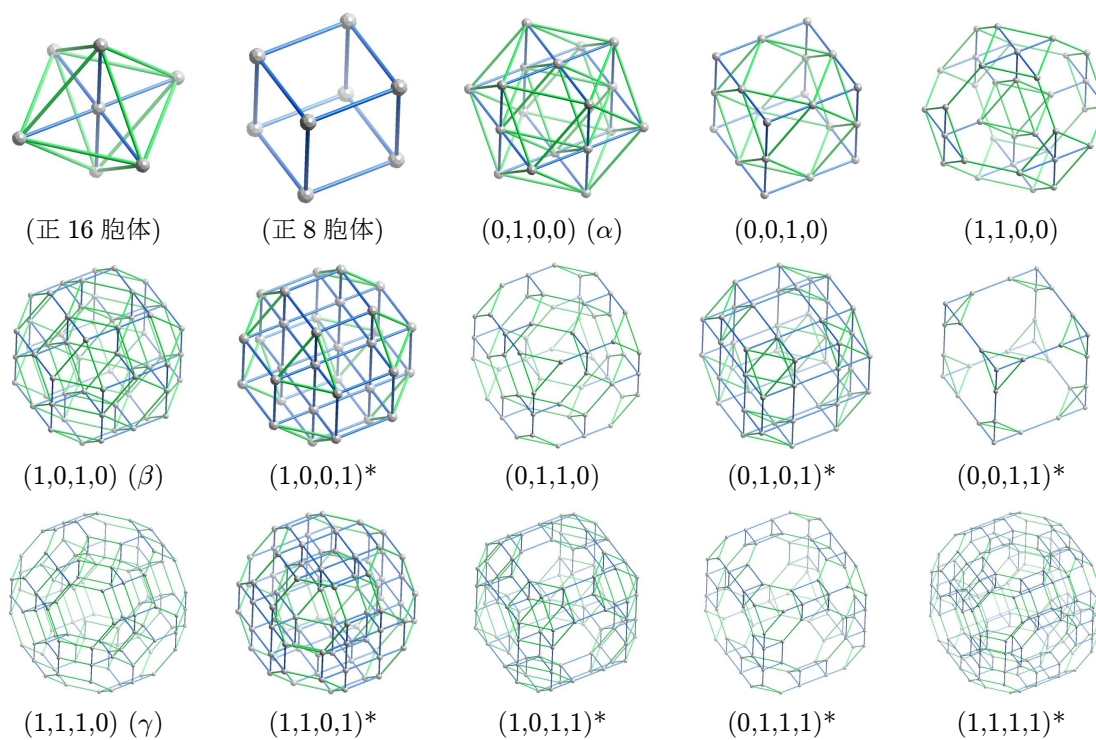 (正 16 胞体) (正 8 胞体) (0,1,0,0) (α) (0,0,1,0) (1,1,0,0)
(1,0,1,0) (β) (1,0,0,1)* (0,1,1,0) (0,1,0,1)* (0,0,1,1)*
(1,1,1,0) (γ) (1,1,0,1)* (1,0,1,1)* (0,1,1,1)* (1,1,1,1)*